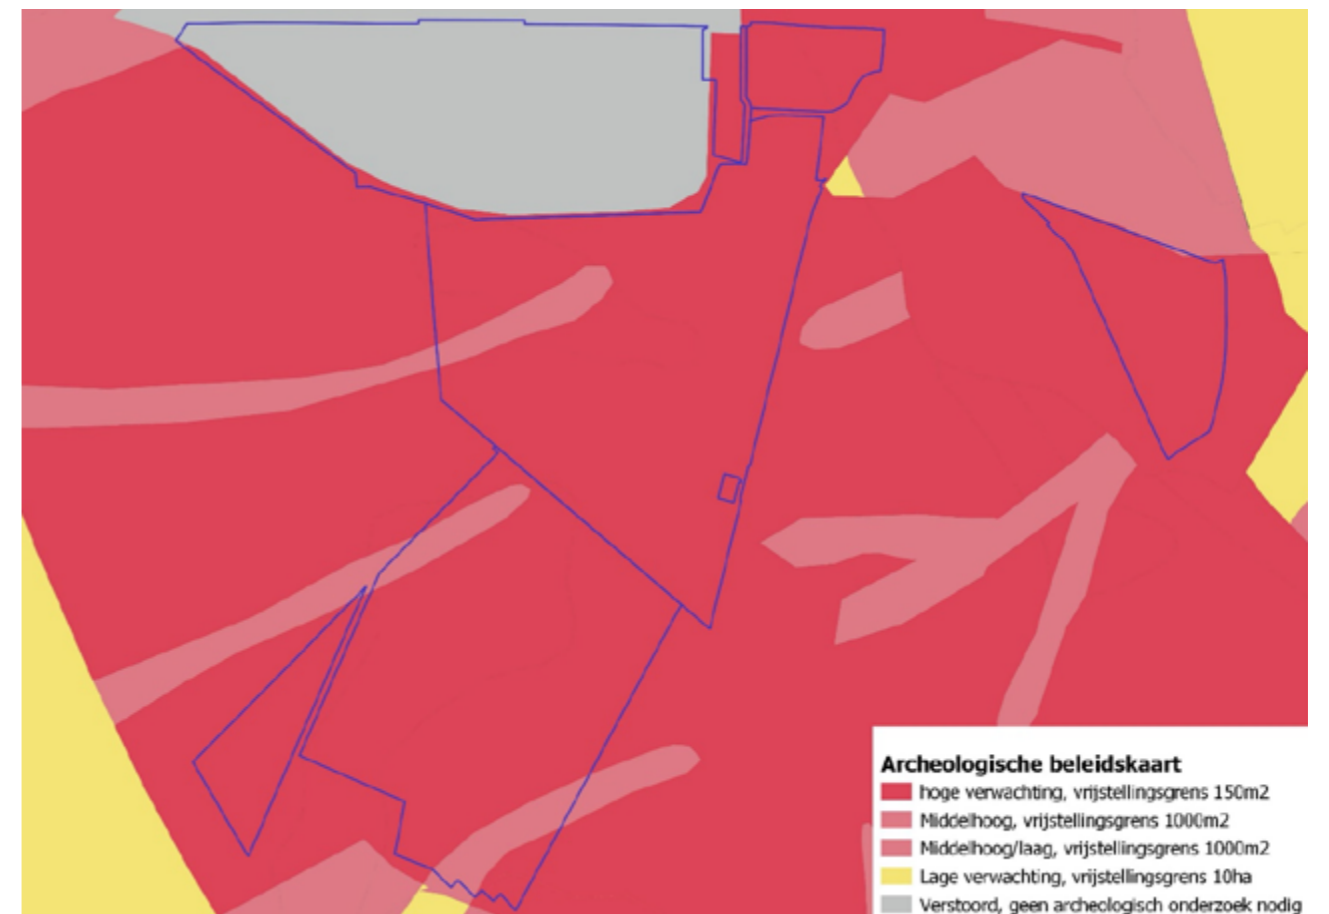 Archeologische beleidskaart
hoge verwachting, vrijstellingsgrens 150m2
Middelhoog, vrijstellingsgrens 1000m2
Middelhoog/laag, vrijstellingsgrens 1000m2
Lage verwachting, vrijstellingsgrens 10ha
Verstoord, geen archeologisch onderzoek nodig